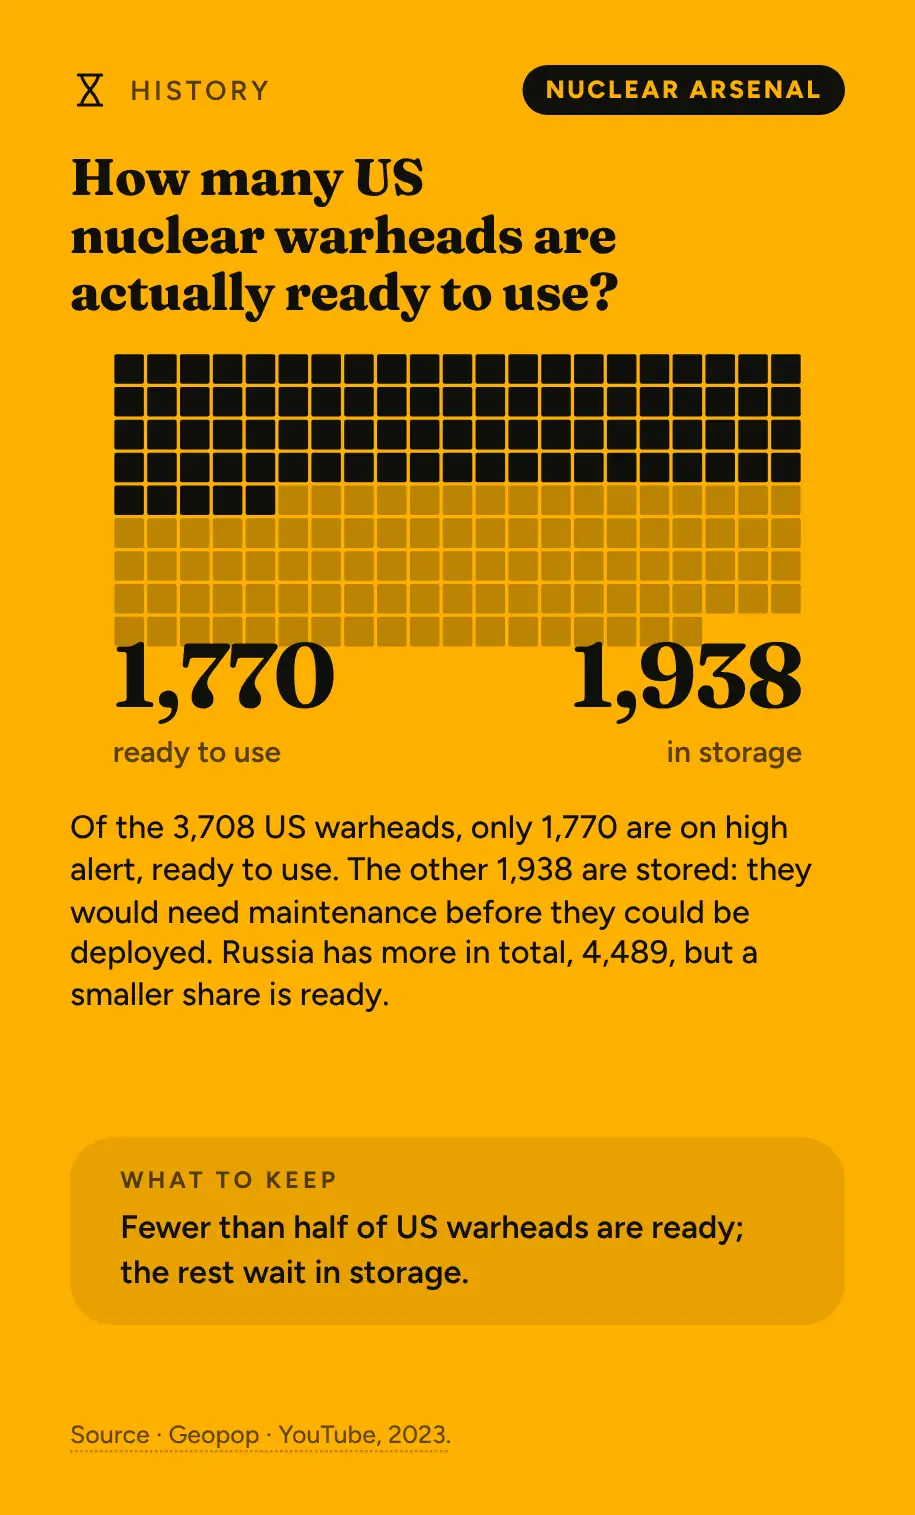 HISTORY
NUCLEAR ARSENAL
How many US
nuclear warheads are
actually ready to use?
1,770
1,938
ready to use
in storage
Of the 3,708 US warheads, only 1,770 are on high
alert, ready to use. The other 1,938 are stored: they
would need maintenance before they could be
deployed. Russia has more in total, 4,489, but a
smaller share is ready.
WHAT TO KEEP
Fewer than half of US warheads are ready;
the rest wait in storage.
Source · Geopop · YouTube, 2023.